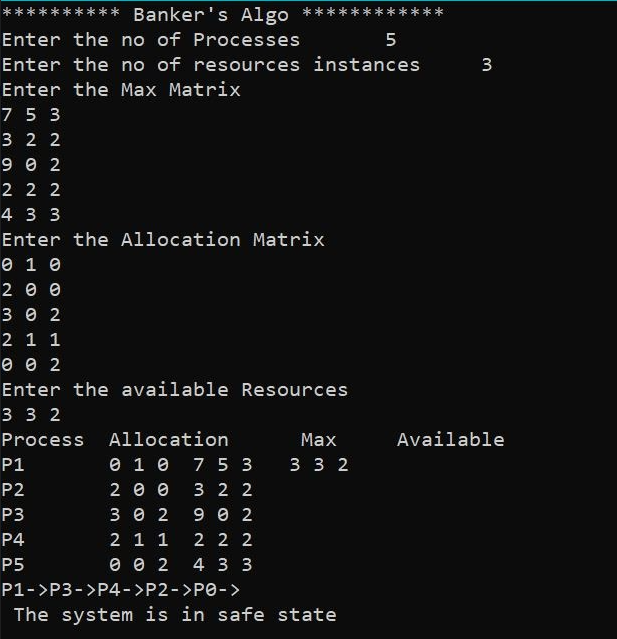 ********** Banker's Algo ************
Enter the no of Processes       5
Enter the no of resources instances     3
Enter the Max Matrix
7 5 3
3 2 2
9 0 2
2 2 2
4 3 3
Enter the Allocation Matrix
0 1 0
2 0 0
3 0 2
2 1 1
0 0 2
Enter the available Resources
3 3 2
Process  Allocation      Max     Available
P1       0 1 0  7 5 3   3 3 2
P2       2 0 0  3 2 2
P3       3 0 2  9 0 2
P4       2 1 1  2 2 2
P5       0 0 2  4 3 3
P1->P3->P4->P2->P0->
 The system is in safe state